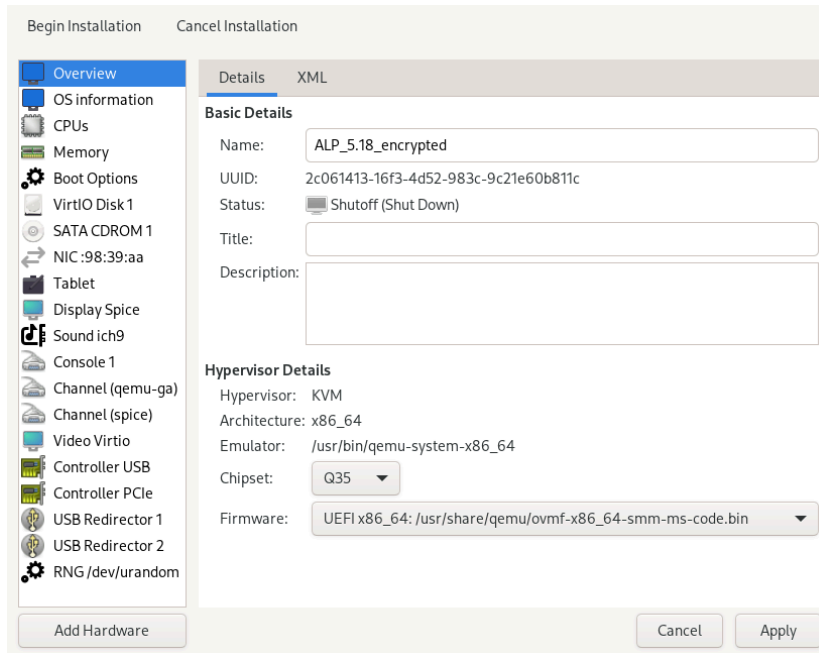 Begin Installation Cancel Installation
Overview
OS information
CPUs
Memory
Boot Options
VirtIO Disk 1
SATA CDROM 1
NIC :98:39:aa
Tablet
Display Spice
Sound ich9
Console 1
Channel (qemu-ga)
Channel (spice)
Video Virtio
Controller USB
Controller PCIe
USB Redirector 1
USB Redirector 2
RNG /dev/urandom
Add Hardware
Details XML
Basic Details
Name: ALP_5.18_encrypted
UUID: 2c061413-16f3-4d52-983c-9c21e60b811c
Status: Shutoff (Shut Down)
Title:
Description:
Hypervisor Details
Hypervisor: KVM
Architecture: x86_64
Emulator: /usr/bin/qemu-system-x86_64
Chipset: Q35
Firmware: UEFI x86_64: /usr/share/qemu/ovmf-x86_64-smm-ms-code.bin
Cancel Apply